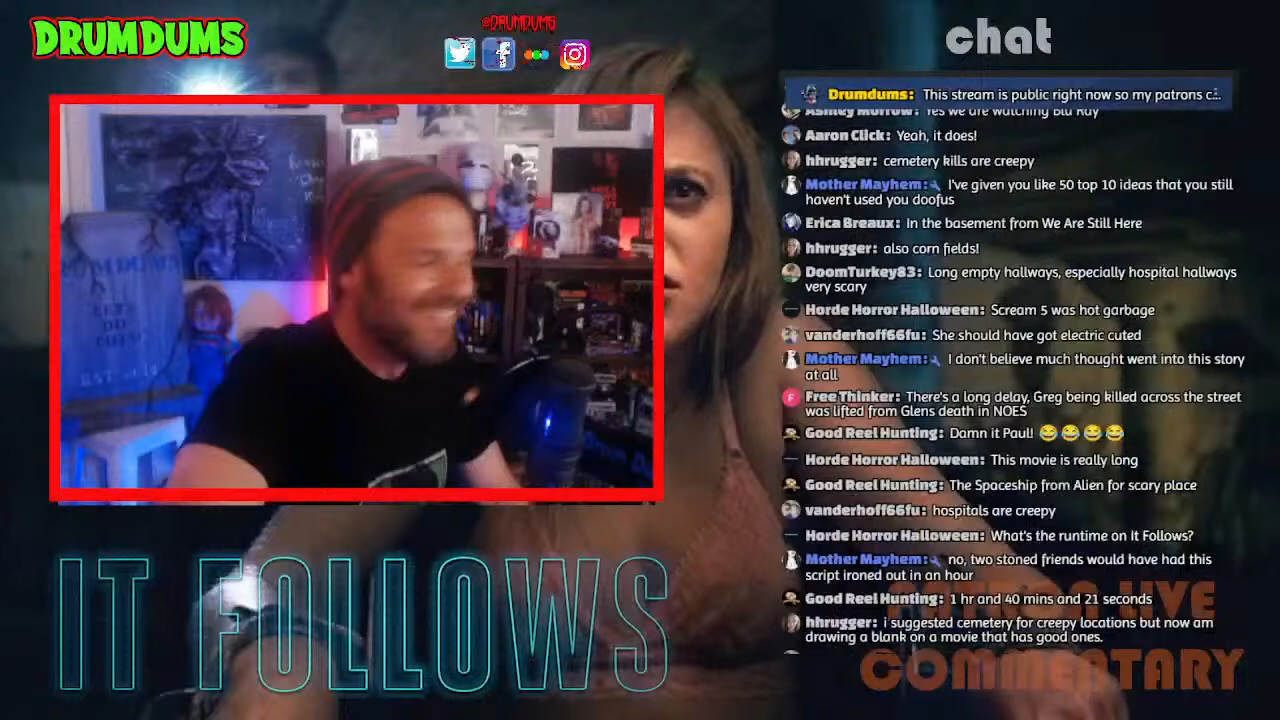 DRUMDUMS
@DRUMDUMS
chat
Drumdums: This stream is public right now so my patrons c...
Ashley Morrow: Yes we are watching Blu Ray
Aaron Click: Yeah, it does!
hhrugger: cemetery kills are creepy
Mother Mayhem: I've given you like 50 top 10 ideas that you still
haven't used you doofus
Erica Breaux: In the basement from We Are Still Here
hhrugger: also corn fields!
DoomTurkey83: Long empty hallways, especially hospital hallways
very scary
Horde Horror Halloween: Scream 5 was hot garbage
vanderhoff66fu: She should have got electric cuted
Mother Mayhem: I don't believe much thought went into this story
at all
F Free Thinker: There's a long delay, Greg being killed across the street
was lifted from Glens death in NOES
Good Reel Hunting: Damn it Paul! 😂😂😂😂
Horde Horror Halloween: This movie is really long
Good Reel Hunting: The Spaceship from Alien for scary place
vanderhoff66fu: hospitals are creepy
Horde Horror Halloween: What's the runtime on It Follows?
Mother Mayhem: no, two stoned friends would have had this
script ironed out in an hour
Good Reel Hunting: 1 hr and 40 mins and 21 seconds
hhrugger: i suggested cemetery for creepy locations but now am
drawing a blank on a movie that has good ones.
IT FOLLOWS
LIVE
COMMENTARY